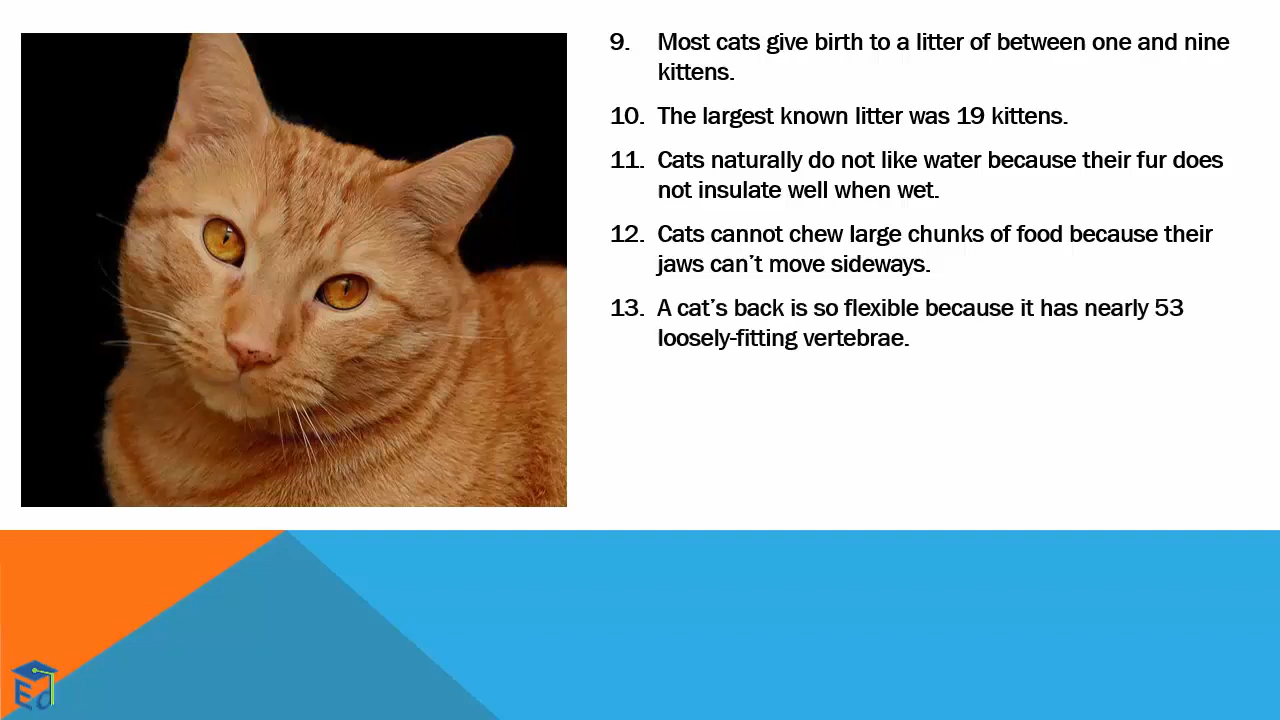 9. Most cats give birth to a litter of between one and nine
kittens.
10. The largest known litter was 19 kittens.
11. Cats naturally do not like water because their fur does
not insulate well when wet.
12. Cats cannot chew large chunks of food because their
jaws can’t move sideways.
13. A cat’s back is so flexible because it has nearly 53
loosely-fitting vertebrae.
Ed